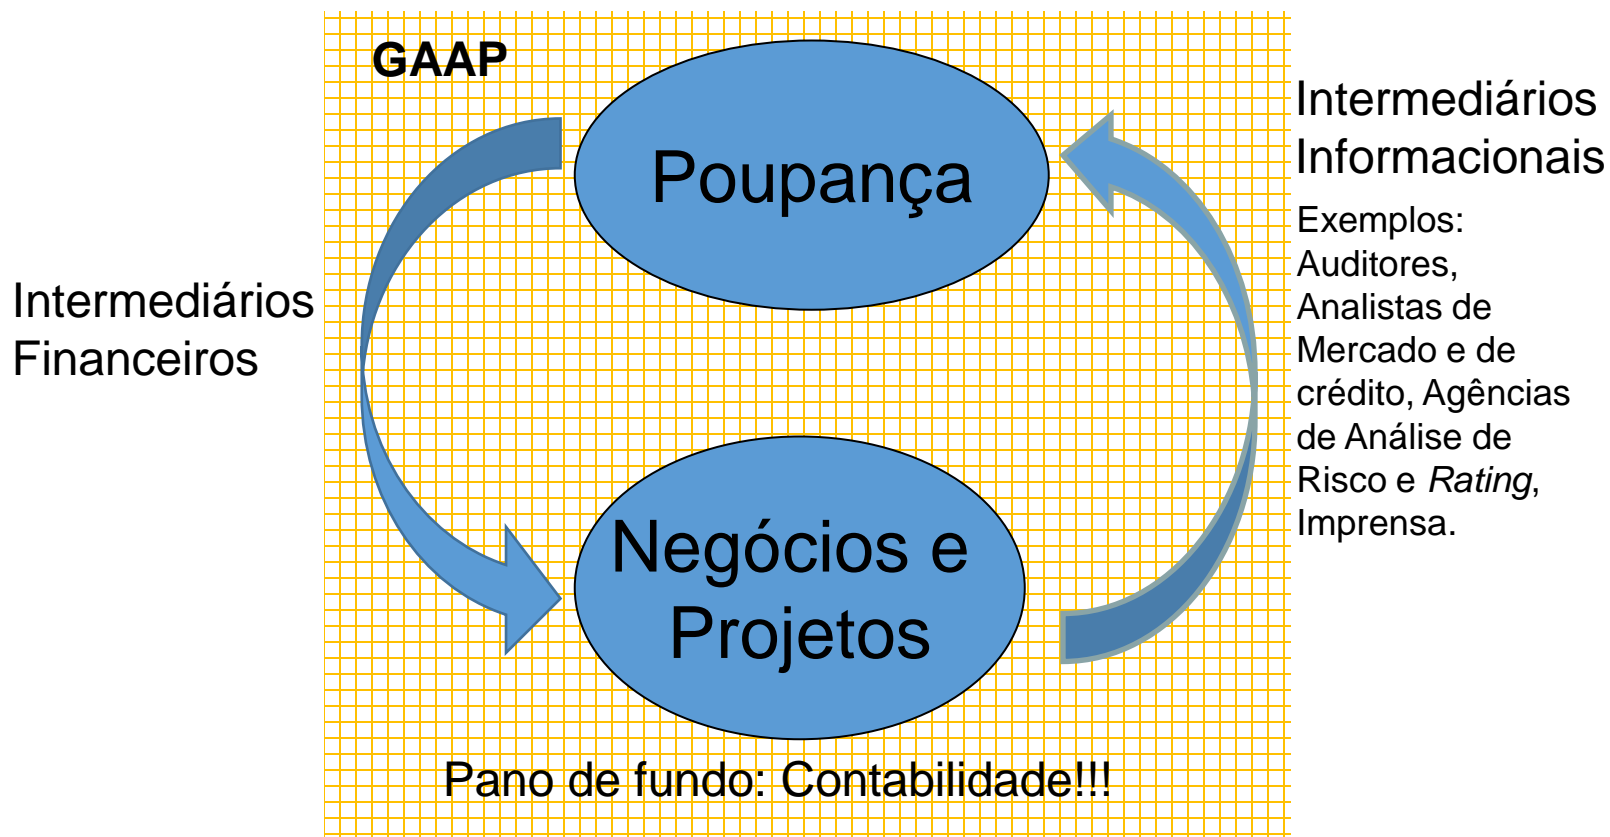 GAAP
Poupança
Intermediários
Financeiros
Intermediários
Informacionais
Exemplos:
Auditores,
Analistas de
Mercado e de
crédito, Agências
de Análise de
Risco e Rating,
Imprensa.
Negócios e
Projetos
Pano de fundo: Contabilidade!!!